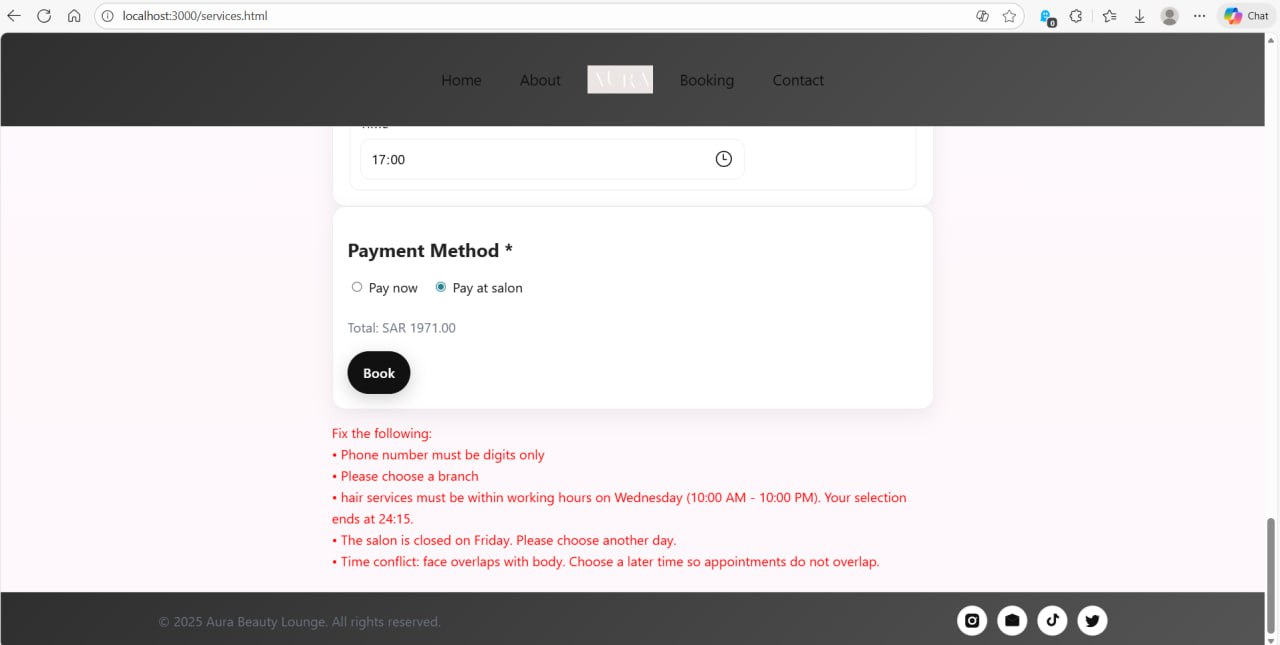 localhost:3000/services.html
0
Chat
Home
About
AURA
Booking
Contact
Time
17:00
Payment Method *
Pay now
Pay at salon
Total: SAR 1971.00
Book
Fix the following:
• Phone number must be digits only
• Please choose a branch
• hair services must be within working hours on Wednesday (10:00 AM - 10:00 PM). Your selection
ends at 24:15.
• The salon is closed on Friday. Please choose another day.
• Time conflict: face overlaps with body. Choose a later time so appointments do not overlap.
© 2025 Aura Beauty Lounge. All rights reserved.